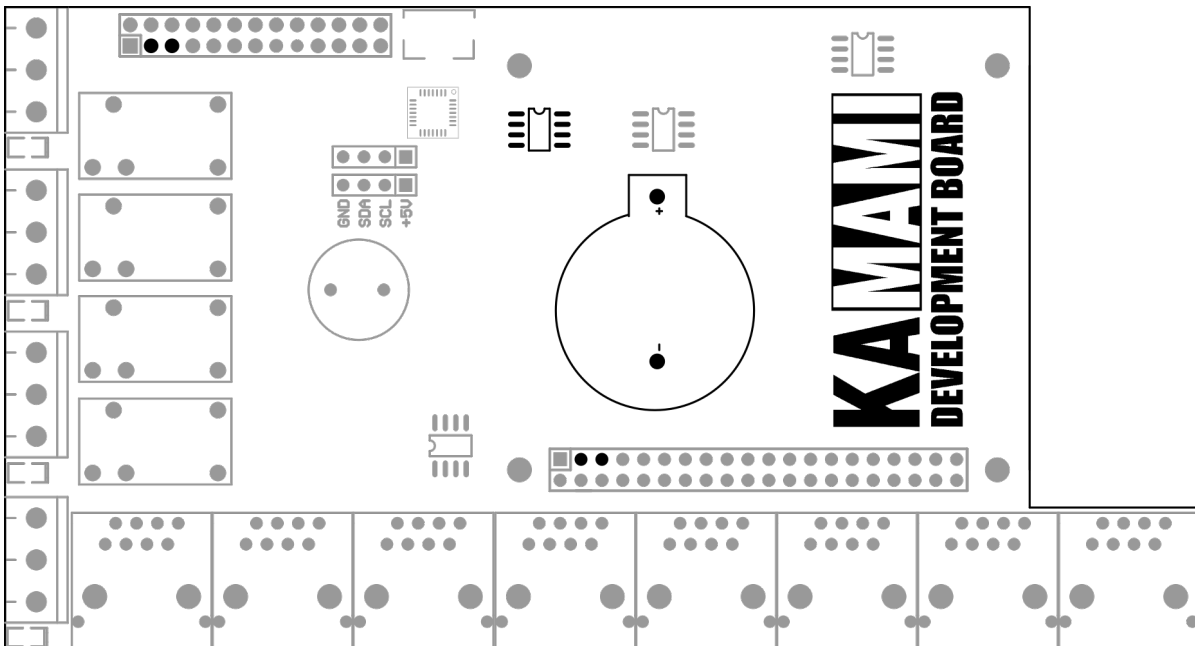 GND
SDA
SCL
+5V
+
-
KAMAMI
DEVELOPMENT BOARD